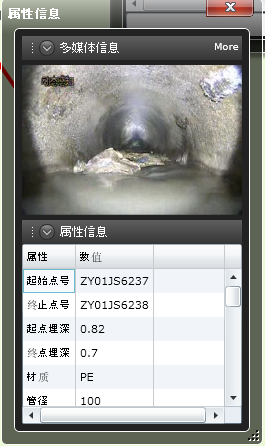 属性信息
多媒体信息 More
属性信息
属性 数值
起始点号 ZY01JS6237
终止点号 ZY01JS6238
起点埋深 0.82
终点埋深 0.7
材质 PE
管径 100